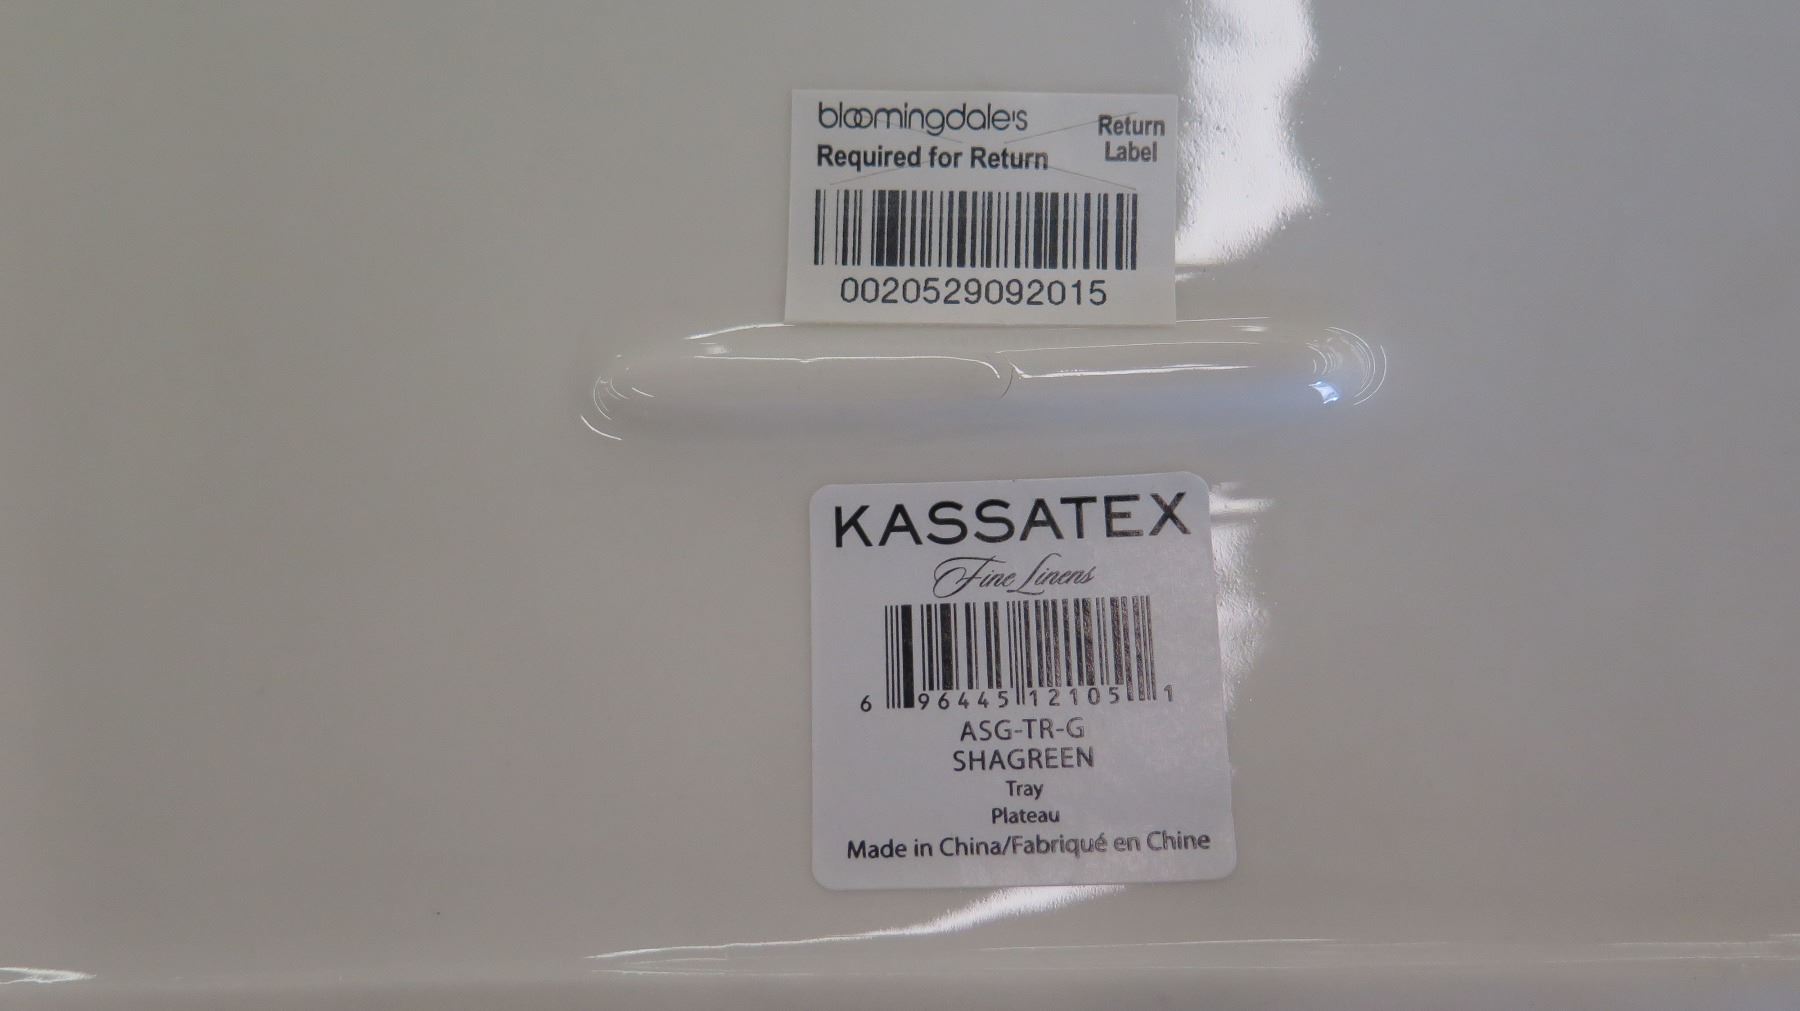 bloomingdale's
Required for Return
Return
Label
0020529092015
KASSATEX
Fine Linens
6 96445 12105 1
ASG-TR-G
SHAGREEN
Tray
Plateau
Made in China/Fabriqué en Chine